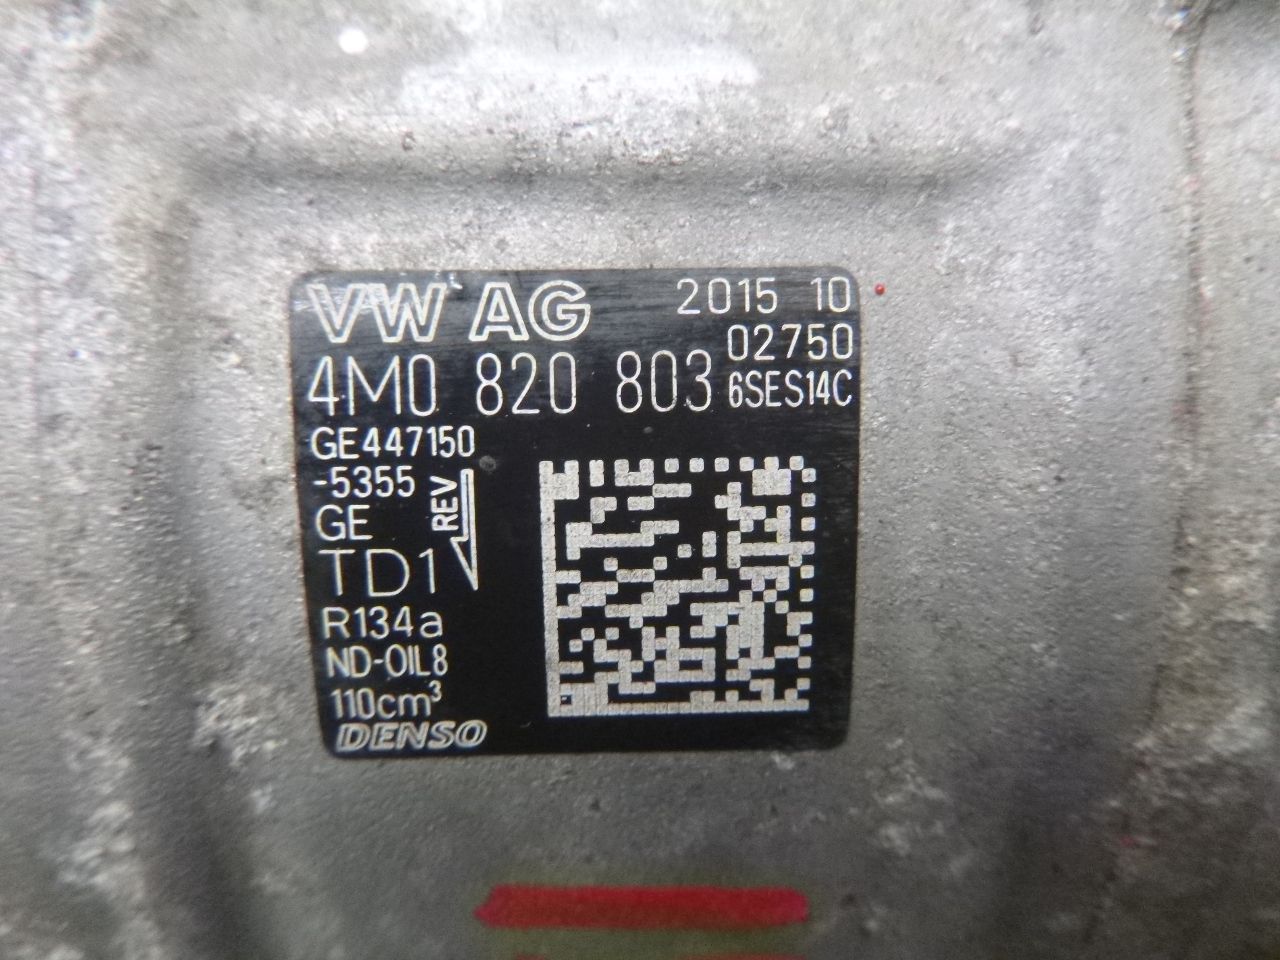 VW AG 2015 10
02750
4M0 820 803 6SES14C
GE447150
-5355
GE REV
TD1
R134a
ND-OIL8
110cm³
DENSO